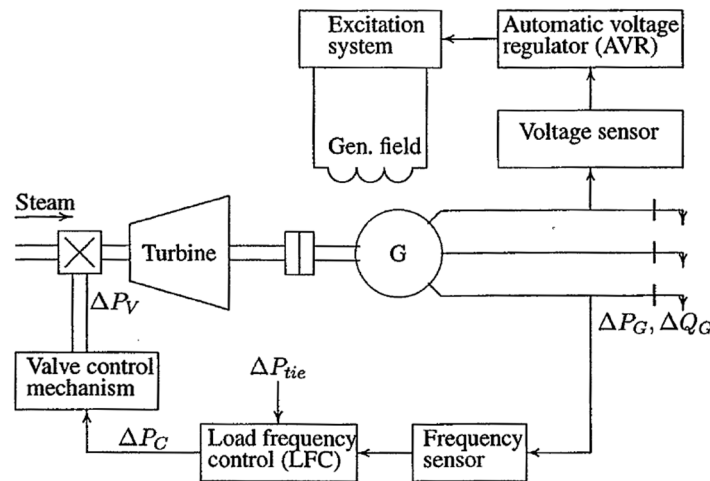 Excitation
system
Automatic voltage
regulator (AVR)
Gen. field
Voltage sensor
Steam
Turbine
G
ΔP_V
ΔP_G, ΔQ_G
Valve control
mechanism
ΔP_tie
ΔP_C
Load frequency
control (LFC)
Frequency
sensor